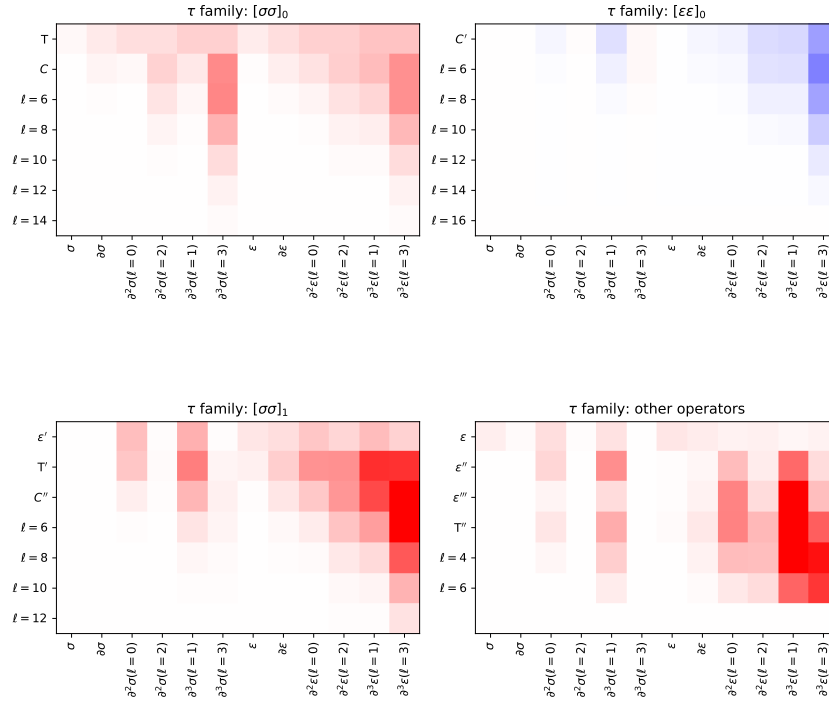 τ family: [σσ]₀
T
C
ℓ = 6
ℓ = 8
ℓ = 10
ℓ = 12
ℓ = 14
σ
∂σ
∂²σ(ℓ = 0)
∂²σ(ℓ = 2)
∂³σ(ℓ = 1)
∂³σ(ℓ = 3)
ε
∂ε
∂²ε(ℓ = 0)
∂²ε(ℓ = 2)
∂³ε(ℓ = 1)
∂³ε(ℓ = 3)
τ family: [εε]₀
C′
ℓ = 6
ℓ = 8
ℓ = 10
ℓ = 12
ℓ = 14
ℓ = 16
σ
∂σ
∂²σ(ℓ = 0)
∂²σ(ℓ = 2)
∂³σ(ℓ = 1)
∂³σ(ℓ = 3)
ε
∂ε
∂²ε(ℓ = 0)
∂²ε(ℓ = 2)
∂³ε(ℓ = 1)
∂³ε(ℓ = 3)
τ family: [σσ]₁
ε′
T′
C″
ℓ = 6
ℓ = 8
ℓ = 10
ℓ = 12
σ
∂σ
∂²σ(ℓ = 0)
∂²σ(ℓ = 2)
∂³σ(ℓ = 1)
∂³σ(ℓ = 3)
ε
∂ε
∂²ε(ℓ = 0)
∂²ε(ℓ = 2)
∂³ε(ℓ = 1)
∂³ε(ℓ = 3)
τ family: other operators
ε
ε″
ε‴
T″
ℓ = 4
ℓ = 6
σ
∂σ
∂²σ(ℓ = 0)
∂²σ(ℓ = 2)
∂³σ(ℓ = 1)
∂³σ(ℓ = 3)
ε
∂ε
∂²ε(ℓ = 0)
∂²ε(ℓ = 2)
∂³ε(ℓ = 1)
∂³ε(ℓ = 3)